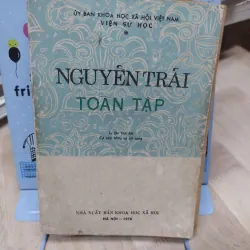 ỦY BAN KHOA HỌC XÃ HỘI VIỆT NAM
VIỆN SỬ HỌC
NGUYỄN TRÃI
TOÀN TẬP
NHÀ XUẤT BẢN KHOA HỌC XÃ HỘI
HÀ NỘI